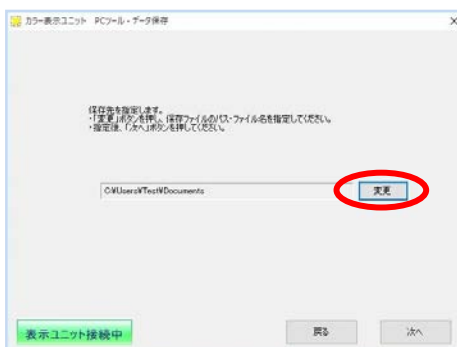 カラー表示ユニット PCツール - データ保存
保存先を指定します。
・「変更」ボタンを押し、保存ファイルのパス・ファイル名を指定してください。
・指定後、「次へ」ボタンを押してください。
C:¥Users¥Test¥Documents
変更
表示ユニット接続中
戻る
次へ